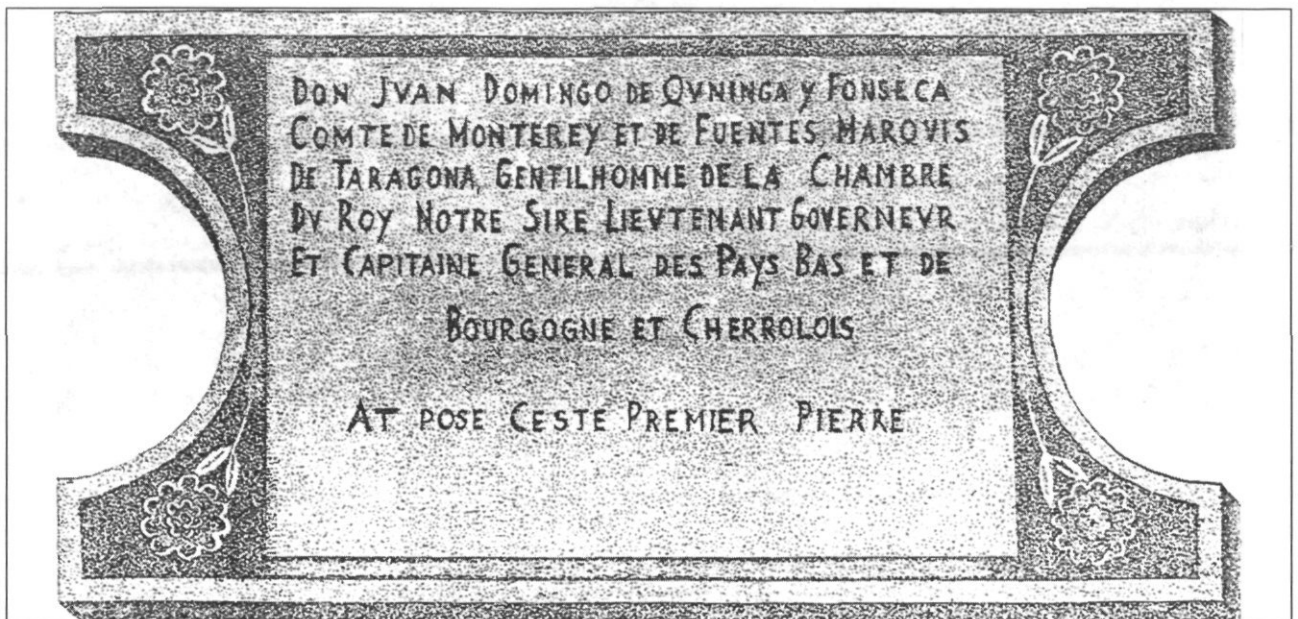 DON JVAN DOMINGO DE QVNINGA Y FONSECA
COMTE DE MONTEREY ET DE FUENTES, MARQVIS
DE TARAGONA, GENTILHOMME DE LA CHAMBRE
DV ROY NOTRE SIRE LIEVTENANT GOVERNEVR
ET CAPITAINE GENERAL DES PAYS BAS ET DE
BOURGOGNE ET CHERROLOIS
AT POSE CESTE PREMIER PIERRE